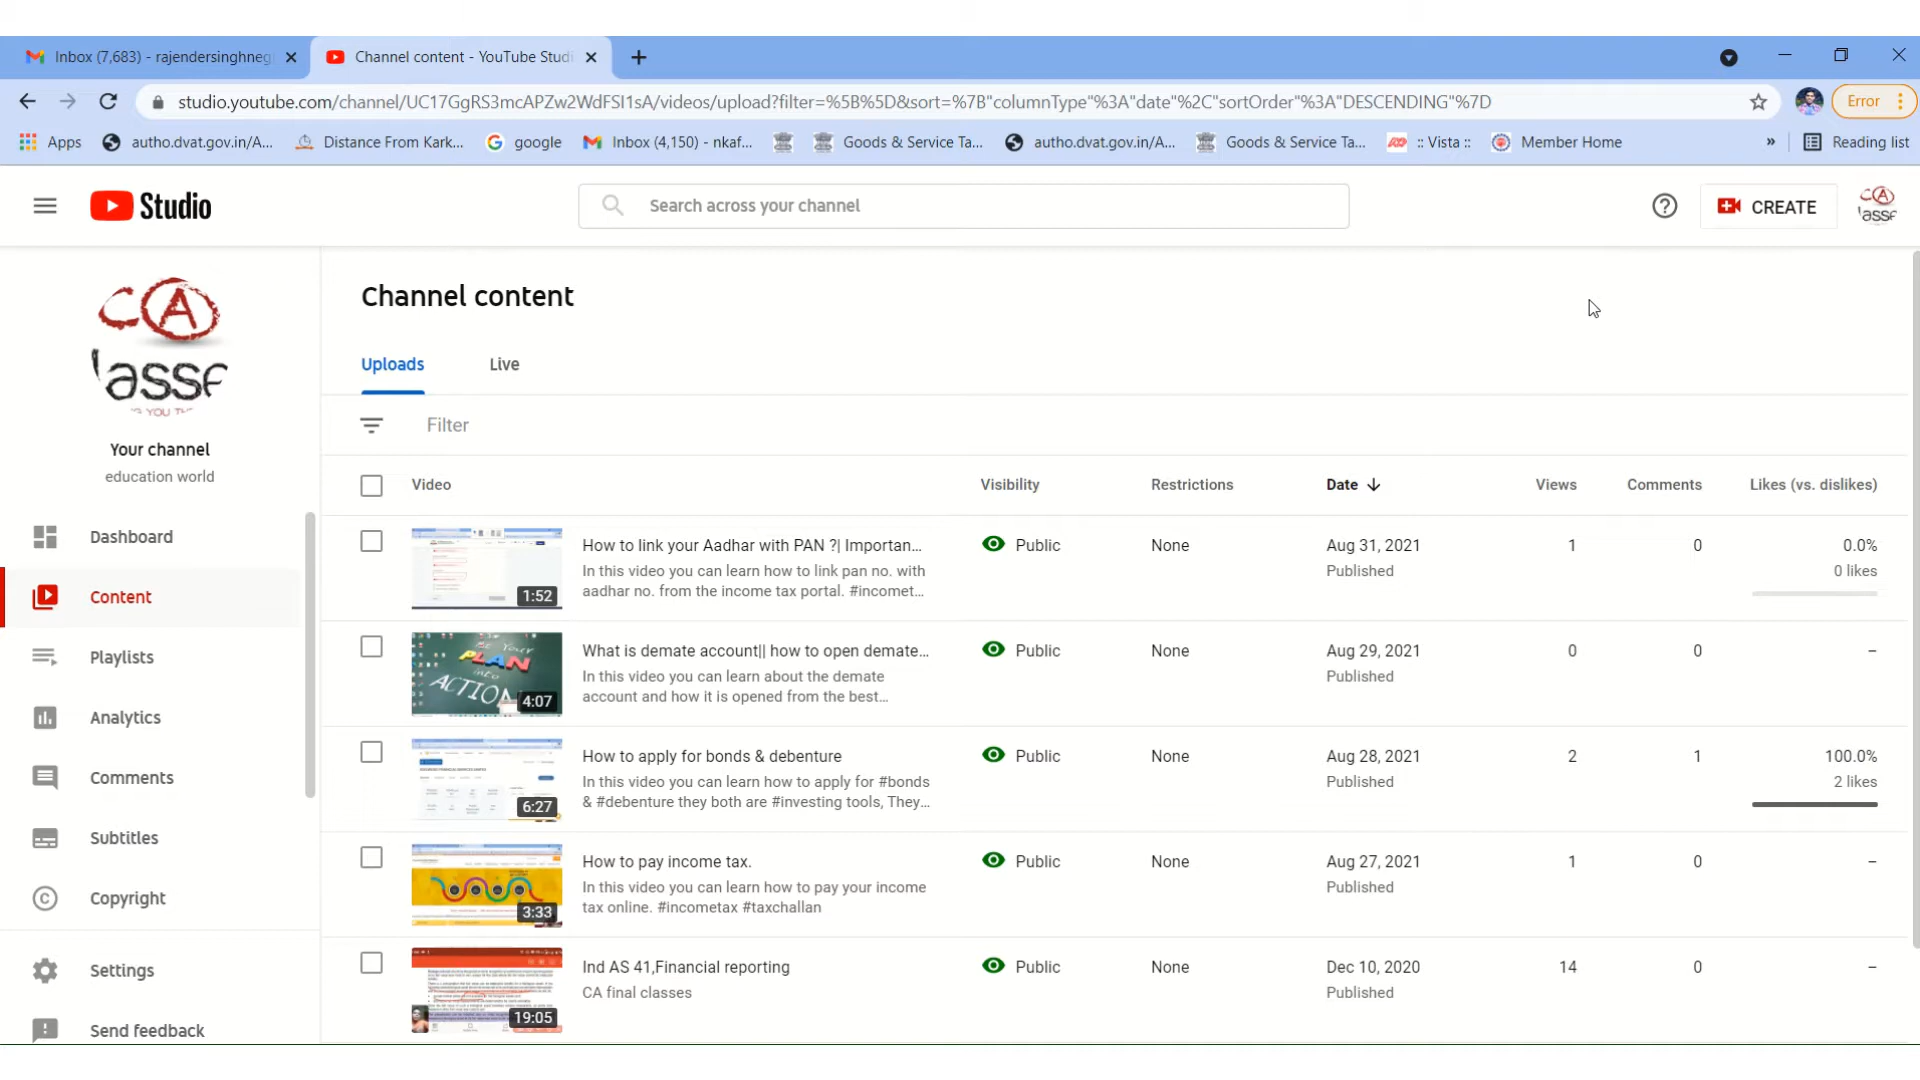 Inbox (7,683) - rajendersinghneg
Channel content - YouTube Studi
studio.youtube.com/channel/UC17GgRS3mcAPZw2WdFSI1sA/videos/upload?filter=%5B%5D&sort=%7B"columnType"%3A"date"%2C"sortOrder"%3A"DESCENDING"%7D
Error
Apps
autho.dvat.gov.in/A...
Distance From Kark...
google
Inbox (4,150) - nkaf...
Goods & Service Ta...
autho.dvat.gov.in/A...
Goods & Service Ta...
:: Vista ::
Member Home
»
Reading list
Studio
Search across your channel
CREATE
CA
lasse
CA
lasse
Your channel
education world
Dashboard
Content
Playlists
Analytics
Comments
Subtitles
Copyright
Settings
Send feedback
Channel content
Uploads
Live
Filter
Video
Visibility
Restrictions
Date
Views
Comments
Likes (vs. dislikes)
1:52
How to link your Aadhar with PAN ?| Importan...
In this video you can learn how to link pan no. with
aadhar no. from the income tax portal. #incomet...
Public
None
Aug 31, 2021
Published
1
0
0.0%
0 likes
PLAN
into
ACTION
4:07
What is demate account|| how to open demate...
In this video you can learn about the demate
account and how it is opened from the best...
Public
None
Aug 29, 2021
Published
0
0
–
6:27
How to apply for bonds & debenture
In this video you can learn how to apply for #bonds
& #debenture they both are #investing tools, They...
Public
None
Aug 28, 2021
Published
2
1
100.0%
2 likes
3:33
How to pay income tax.
In this video you can learn how to pay your income
tax online. #incometax #taxchallan
Public
None
Aug 27, 2021
Published
1
0
–
19:05
Ind AS 41,Financial reporting
CA final classes
Public
None
Dec 10, 2020
Published
14
0
–